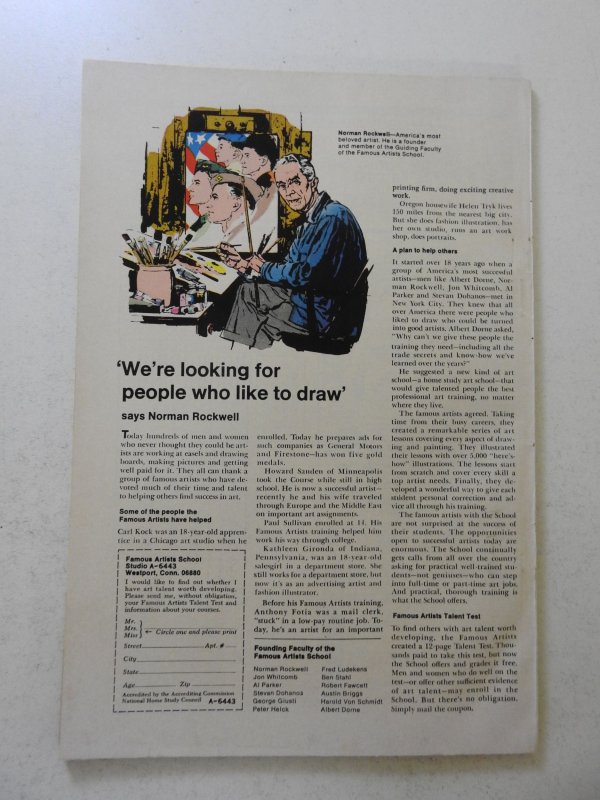 Norman Rockwell—America's most
beloved artist. He is a founder
and member of the Guiding Faculty
of the Famous Artists School.
'We're looking for
people who like to draw'
says Norman Rockwell
Today hundreds of men and women
who never thought they could be art-
ists are working at easels and drawing
boards, making pictures and getting
well paid for it. They all can thank a
group of famous artists who have de-
voted much of their time and talent
to helping others find success in art.
Some of the people the
Famous Artists have helped
Carl Kock was an 18-year-old appren-
tice in a Chicago art studio when he
enrolled. Today he prepares ads for
such companies as General Motors
and Firestone—has won five gold
medals.
Howard Sanden of Minneapolis
took the Course while still in high
school. He is now a successful artist—
recently he and his wife traveled
through Europe and the Middle East
on important art assignments.
Paul Sullivan enrolled at 14. His
Famous Artists training helped him
work his way through college.
Kathleen Gironda of Indiana,
Pennsylvania, was an 18-year-old
salesgirl in a department store. She
still works for a department store, but
now it's as an advertising artist and
fashion illustrator.
Before his Famous Artists training,
Anthony Fotia was a mail clerk,
"stuck" in a low-pay routine job. To-
day, he's an artist for an important
printing firm, doing exciting creative
work.
Oregon housewife Helen Tryk lives
150 miles from the nearest big city.
But she does fashion illustration, has
her own studio, runs an art work
shop, does portraits.
A plan to help others
It started over 18 years ago when a
group of America's most successful
artists—men like Albert Dorne, Nor-
man Rockwell, Jon Whitcomb, Al
Parker and Stevan Dohanos—met in
New York City. They knew that all
over America there were people who
liked to draw who could be turned
into good artists. Albert Dorne asked,
"Why can't we give these people the
training they need—including all the
trade secrets and know-how we've
learned over the years?"
He suggested a new kind of art
school—a home study art school—that
would give talented people the best
professional art training, no matter
where they live.
The famous artists agreed. Taking
time from their busy careers, they
created a remarkable series of art
lessons covering every aspect of draw-
ing and painting. They illustrated
their lessons with over 5,000 "here's-
how" illustrations. The lessons start
from scratch and cover every skill a
top artist needs. Finally, they de-
veloped a wonderful way to give each
student personal correction and ad-
vice all through his training.
The famous artists with the School
are not surprised at the success of
their students. The opportunities
open to successful artists today are
enormous. The School continually
gets calls from all over the country
asking for practical well-trained stu-
dents—not geniuses—who can step
into full-time or part-time art jobs.
And practical, thorough training is
what the School offers.
Famous Artists Talent Test
To find others with art talent worth
developing, the Famous Artists
created a 12-page Talent Test. Thou-
sands paid to take this test, but now
the School offers and grades it free.
Men and women who do well on the
test—or offer other sufficient evidence
of art talent—may enroll in the
School. But there's no obligation.
Simply mail the coupon.
Famous Artists School
Studio A-6443
Westport, Conn. 06880
I would like to find out whether I
have art talent worth developing.
Please send me, without obligation,
your Famous Artists Talent Test and
information about your courses.
Mr.
Mrs.
Miss
Circle one and please print
Street Apt. #
City
State
Age Zip
Accredited by the Accrediting Commission
National Home Study Council A-6443
Founding Faculty of the
Famous Artists School
Norman Rockwell
Jon Whitcomb
Al Parker
Stevan Dohanos
George Giusti
Peter Helck
Fred Ludekens
Ben Stahl
Robert Fawcett
Austin Briggs
Harold Von Schmidt
Albert Dorne